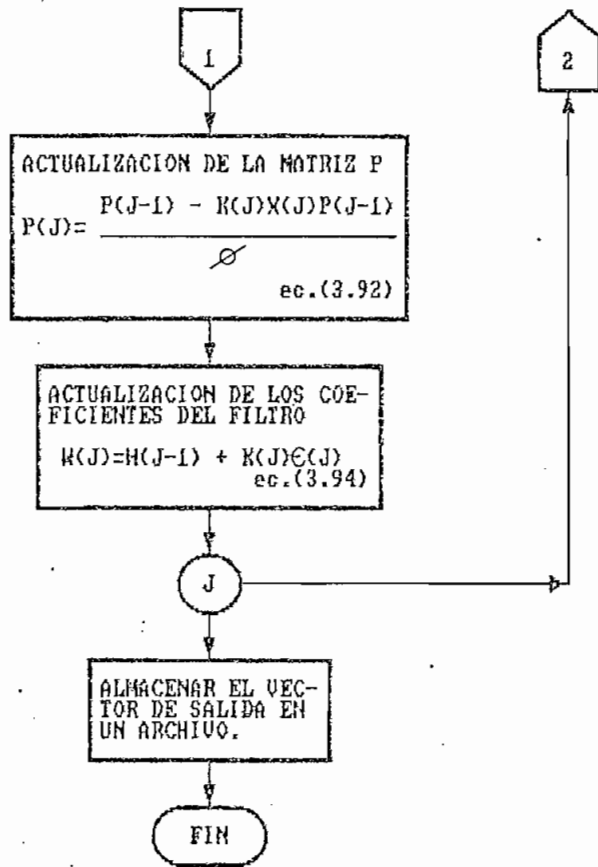 1
2
ACTUALIZACION DE LA MATRIZ P
P(J)= P(J-1) - K(J)X(J)P(J-1)
Ø
ec.(3.92)
ACTUALIZACION DE LOS COE-
FICIENTES DEL FILTRO
W(J)=W(J-1) + K(J)Є(J)
ec.(3.94)
J
ALMACENAR EL VEC-
TOR DE SALIDA EN
UN ARCHIVO.
FIN